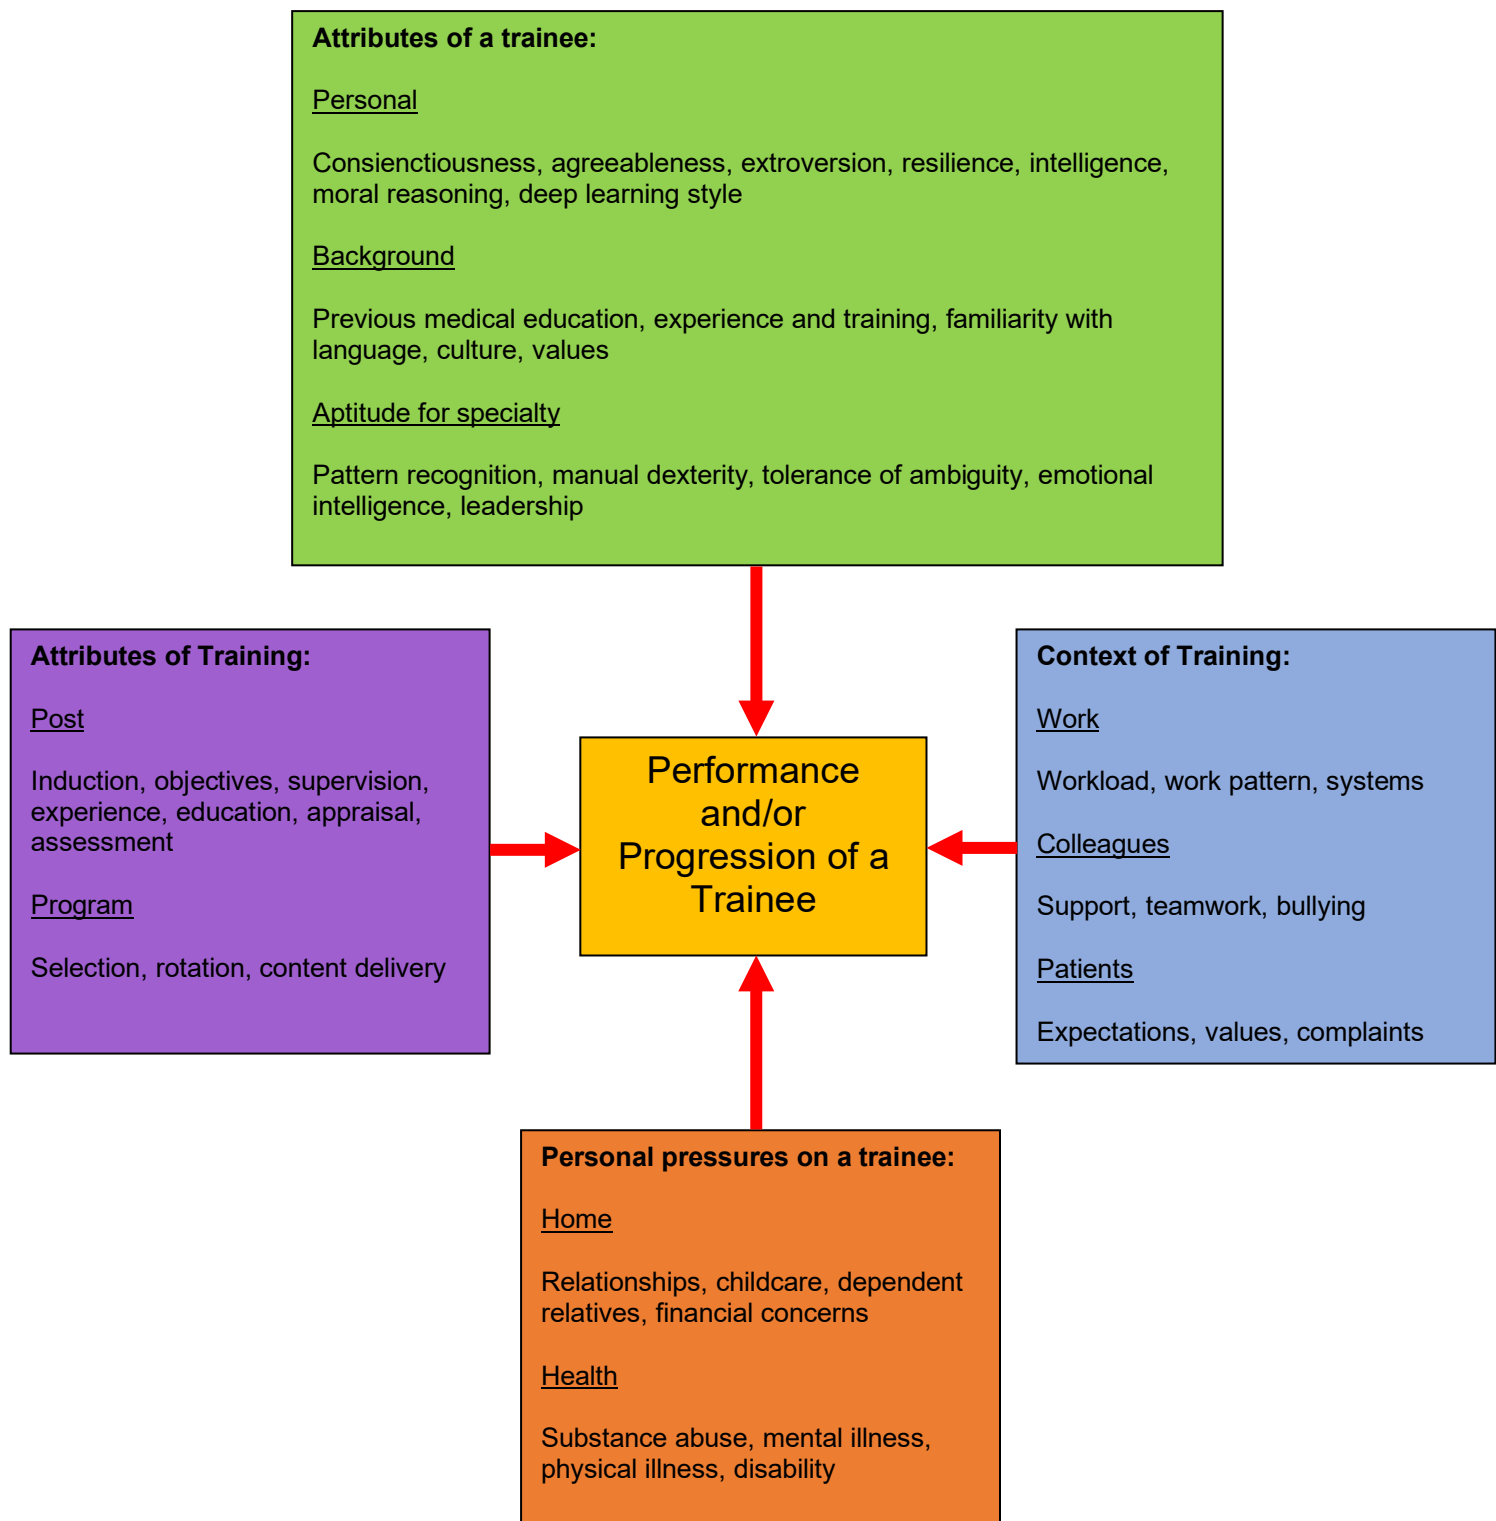 Attributes of a trainee:
Personal
Consienctiousness, agreeableness, extroversion, resilience, intelligence,
moral reasoning, deep learning style
Background
Previous medical education, experience and training, familiarity with
language, culture, values
Aptitude for specialty
Pattern recognition, manual dexterity, tolerance of ambiguity, emotional
intelligence, leadership
Attributes of Training:
Post
Induction, objectives, supervision,
experience, education, appraisal,
assessment
Program
Selection, rotation, content delivery
Performance
and/or
Progression of a
Trainee
Context of Training:
Work
Workload, work pattern, systems
Colleagues
Support, teamwork, bullying
Patients
Expectations, values, complaints
Personal pressures on a trainee:
Home
Relationships, childcare, dependent
relatives, financial concerns
Health
Substance abuse, mental illness,
physical illness, disability